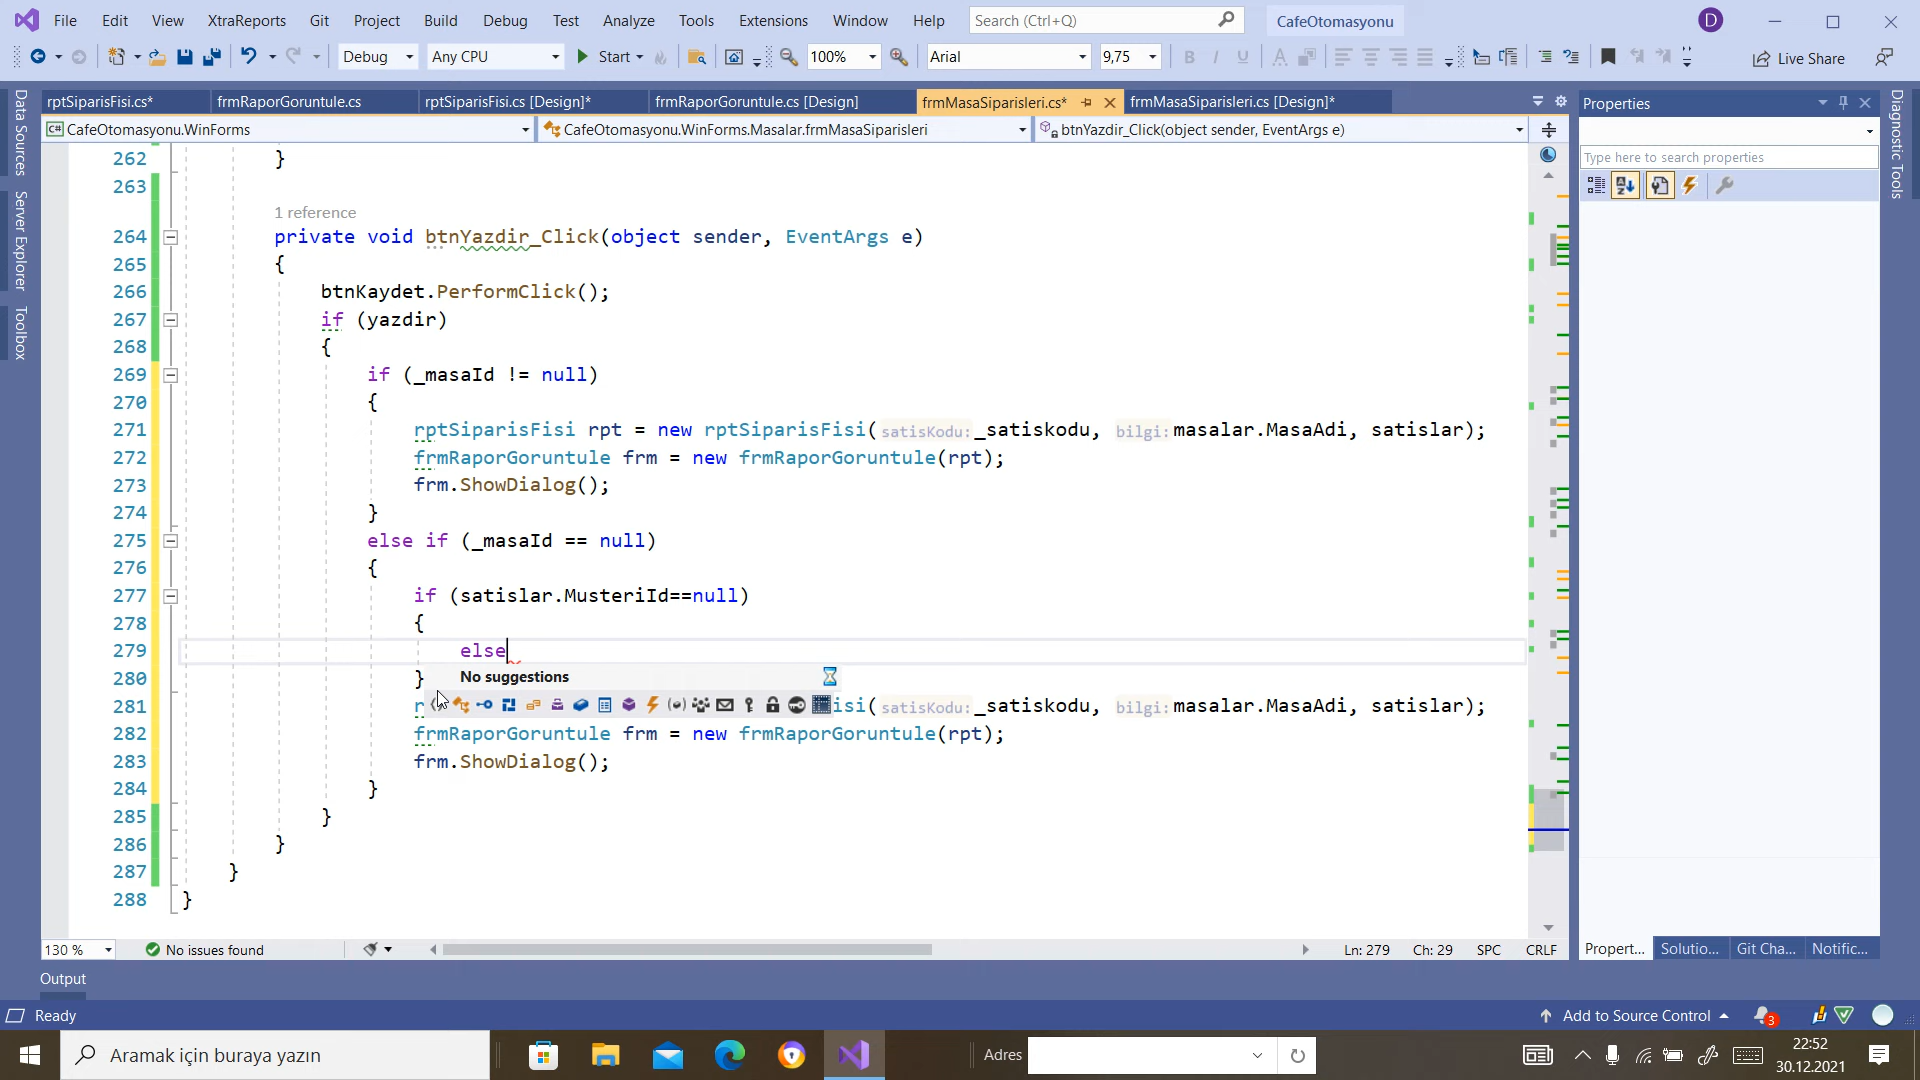 File Edit View XtraReports Git Project Build Debug Test Analyze Tools Extensions Window Help Search (Ctrl+Q) CafeOtomasyonu D
Debug Any CPU Start 100% Arial 9,75 B I U A Live Share
rptSiparisFisi.cs* frmRaporGoruntule.cs rptSiparisFisi.cs [Design]* frmRaporGoruntule.cs [Design] frmMasaSiparisleri.cs* frmMasaSiparisleri.cs [Design]*
C# CafeOtomasyonu.WinForms CafeOtomasyonu.WinForms.Masalar.frmMasaSiparisleri btnYazdir_Click(object sender, EventArgs e)
Data Sources
Server Explorer
Toolbox
262 }
263
1 reference
264 private void btnYazdir_Click(object sender, EventArgs e)
265 {
266 btnKaydet.PerformClick();
267 if (yazdir)
268 {
269 if (_masaId != null)
270 {
271 rptSiparisFisi rpt = new rptSiparisFisi(satisKodu:_satiskodu, bilgi:masalar.MasaAdi, satislar);
272 frmRaporGoruntule frm = new frmRaporGoruntule(rpt);
273 frm.ShowDialog();
274 }
275 else if (_masaId == null)
276 {
277 if (satislar.MusteriId==null)
278 {
279 else
No suggestions
280 }
281 r isi(satisKodu:_satiskodu, bilgi:masalar.MasaAdi, satislar);
282 frmRaporGoruntule frm = new frmRaporGoruntule(rpt);
283 frm.ShowDialog();
284 }
285 }
286 }
287 }
288 }
130 % No issues found Ln: 279 Ch: 29 SPC CRLF
Properties
Type here to search properties
Propert... Solutio... Git Cha... Notific...
Diagnostic Tools
Output
Ready Add to Source Control 3
Aramak için buraya yazın Adres 22:52
30.12.2021